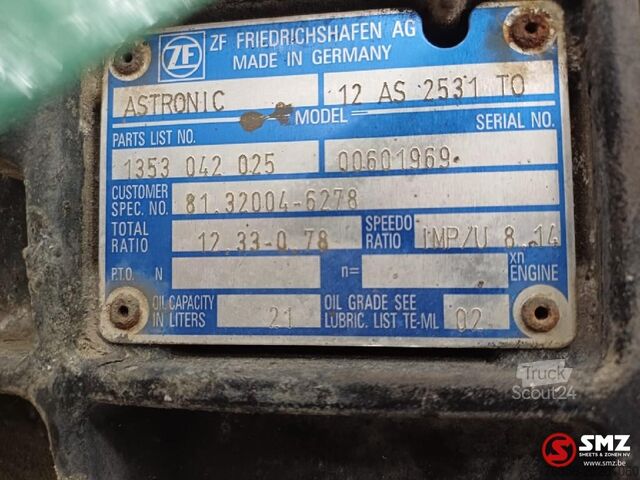 ZF
ZF FRIEDRICHSHAFEN AG
MADE IN GERMANY
ASTRONIC 12 AS 2531 TO
MODEL
PARTS LIST NO. SERIAL NO.
1353 042 025 00601969
CUSTOMER
SPEC. NO. 81.32004-6278
TOTAL
RATIO 12.33-0.78 SPEEDO
RATIO IMP/U 8 14
P.T.O. N n= xn
ENGINE
OIL CAPACITY
IN LITERS 21 OIL GRADE SEE
LUBRIC. LIST TE-ML 02
Truck
Scout24
SMZ
SHEETS & ZONEN NV
www.smz.be